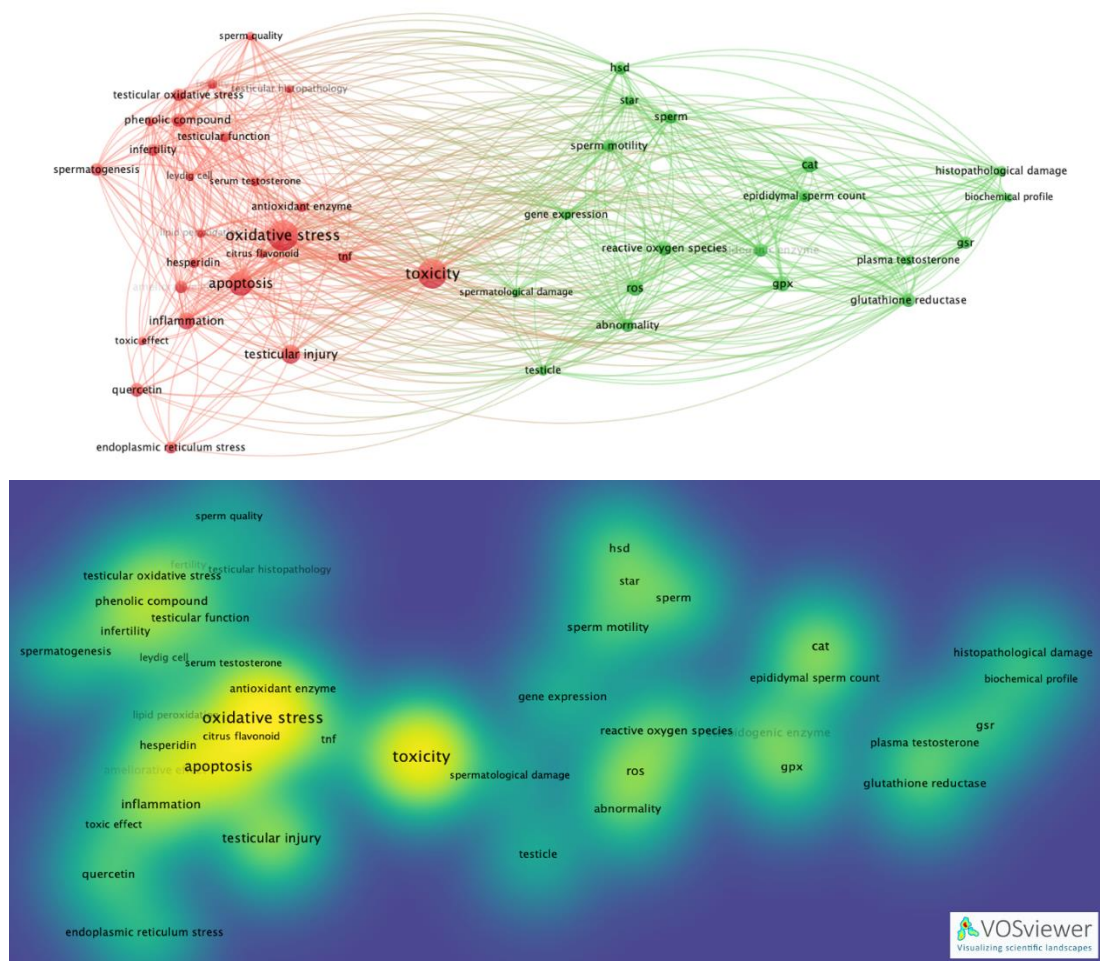 sperm quality
hsd
testicular histopathology
testicular oxidative stress
star
phenolic compound
sperm
testicular function
sperm motility
infertility
spermatogenesis
leydig cell
serum testosterone
cat
histopathological damage
epididymal sperm count
biochemical profile
antioxidant enzyme
gene expression
lipid peroxidation
oxidative stress
citrus flavonoid
tnf
reactive oxygen species
gsr
hesperidin
plasma testosterone
toxicity
apoptosis
spermatological damage
ros
gpx
glutathione reductase
inflammation
abnormality
toxic effect
testicular injury
testicle
quercetin
endoplasmic reticulum stress
sperm quality
hsd
fertility
testicular histopathology
testicular oxidative stress
star
phenolic compound
sperm
testicular function
infertility
sperm motility
spermatogenesis
leydig cell
serum testosterone
cat
histopathological damage
epididymal sperm count
biochemical profile
antioxidant enzyme
gene expression
lipid peroxidation
oxidative stress
citrus flavonoid
tnf
reactive oxygen species
gsr
hesperidin
plasma testosterone
toxicity
apoptosis
spermatological damage
ros
gpx
glutathione reductase
inflammation
abnormality
toxic effect
testicular injury
testicle
quercetin
endoplasmic reticulum stress
VOSviewer
Visualizing scientific landscapes